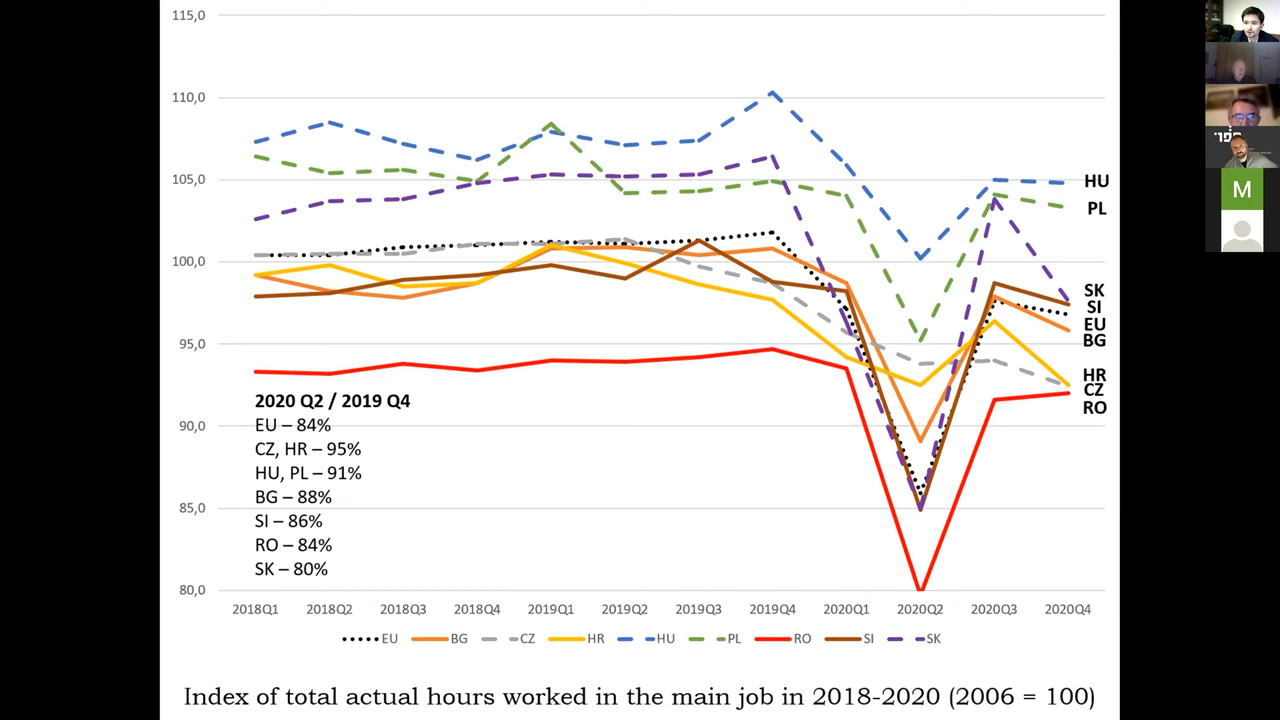 115,0
110,0
105,0
100,0
95,0
90,0
85,0
80,0
HU
PL
SK
SI
EU
BG
HR
CZ
RO
2020 Q2 / 2019 Q4
EU – 84%
CZ, HR – 95%
HU, PL – 91%
BG – 88%
SI – 86%
RO – 84%
SK – 80%
2018Q1 2018Q2 2018Q3 2018Q4 2019Q1 2019Q2 2019Q3 2019Q4 2020Q1 2020Q2 2020Q3 2020Q4
EU BG CZ HR HU PL RO SI SK
Index of total actual hours worked in the main job in 2018-2020 (2006 = 100)
M